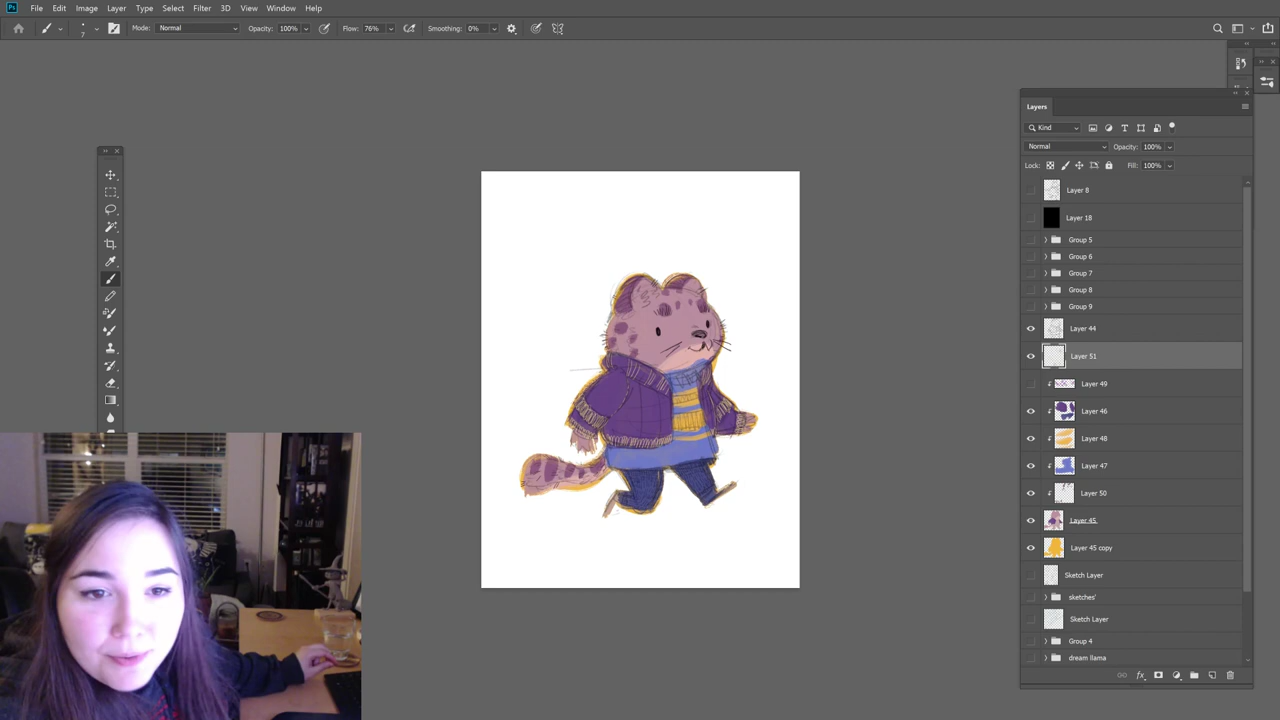 Ps File Edit Image Layer Type Select Filter 3D View Window Help
7 Mode: Normal Opacity: 100% Flow: 76% Smoothing: 0%
Layers
Kind
Normal Opacity: 100%
Lock: Fill: 100%
Layer 8
Layer 18
Group 5
Group 6
Group 7
Group 8
Group 9
Layer 44
Layer 51
Layer 49
Layer 46
Layer 48
Layer 47
Layer 50
Layer 45
Layer 45 copy
Sketch Layer
sketches'
Sketch Layer
Group 4
dream llama
fx